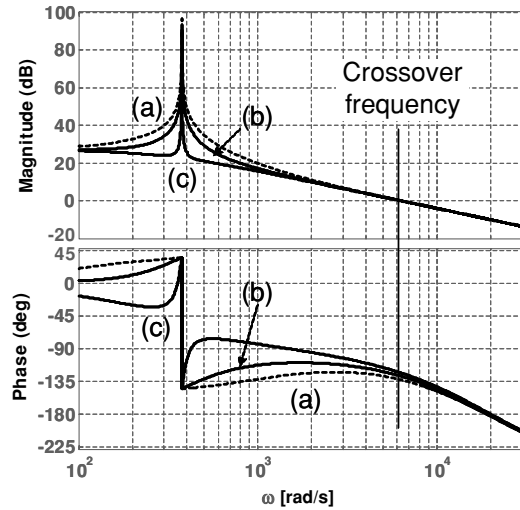 Magnitude (dB)
100
80
60
40
20
0
20
(a)
(b)
(c)
Crossover
frequency
Phase (deg)
45
0
-45
-90
-135
-180
-225
(c)
(b)
(a)
10² 10³ 10⁴
ω [rad/s]